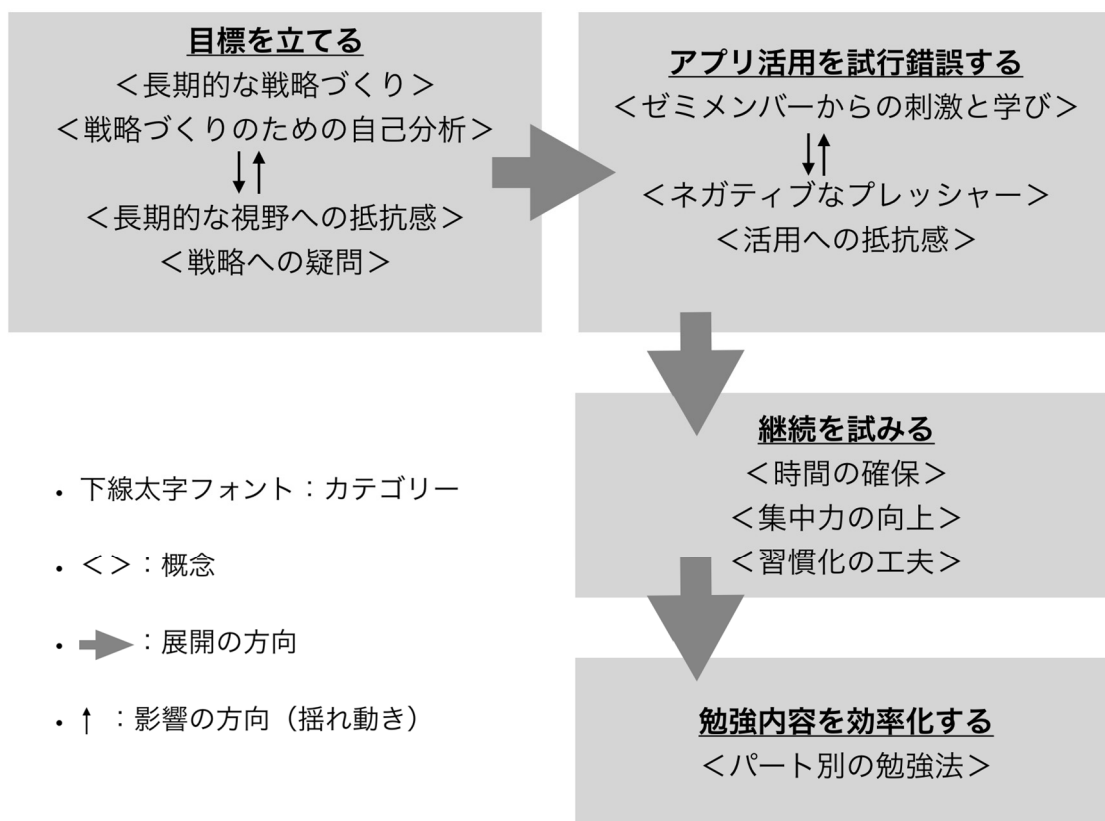 目標を立てる
＜長期的な戦略づくり＞
＜戦略づくりのための自己分析＞
↓↑
＜長期的な視野への抵抗感＞
＜戦略への疑問＞
アプリ活用を試行錯誤する
＜ゼミメンバーからの刺激と学び＞
↓↑
＜ネガティブなプレッシャー＞
＜活用への抵抗感＞
継続を試みる
＜時間の確保＞
＜集中力の向上＞
＜習慣化の工夫＞
勉強内容を効率化する
＜パート別の勉強法＞
・下線太字フォント：カテゴリー
・＜＞：概念
・➡：展開の方向
・↑：影響の方向（揺れ動き）